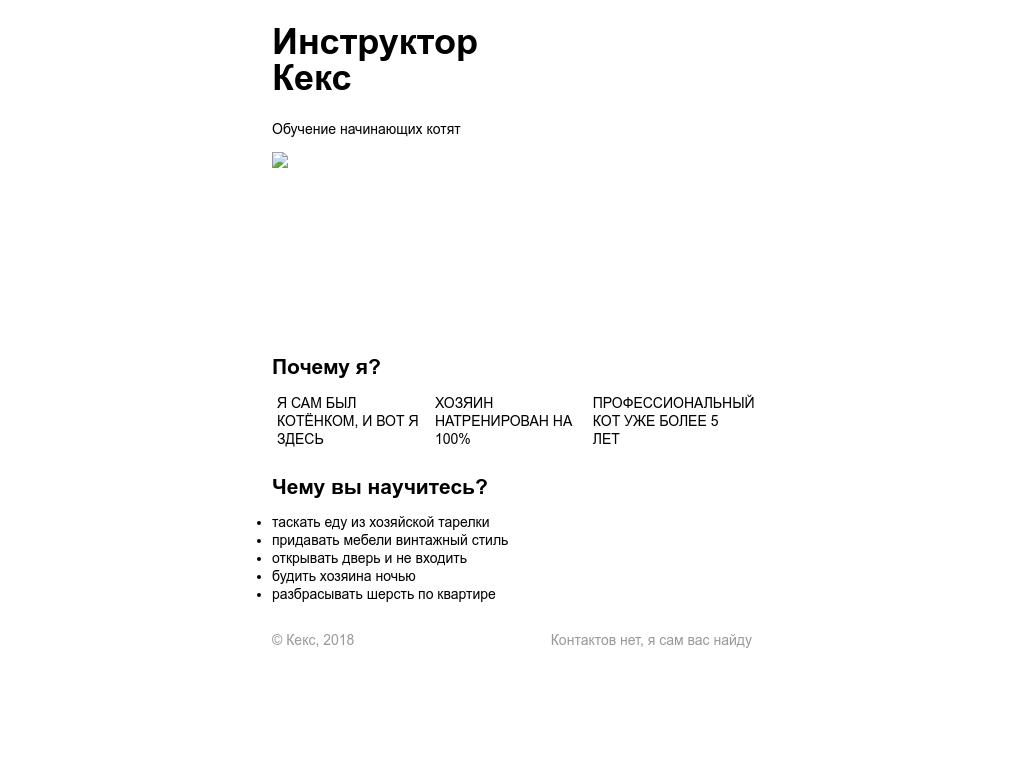 Инструктор
Кекс
Обучение начинающих котят
Почему я?
Я САМ БЫЛ
КОТЁНКОМ, И ВОТ Я
ЗДЕСЬ
ХОЗЯИН
НАТРЕНИРОВАН НА
100%
ПРОФЕССИОНАЛЬНЫЙ
КОТ УЖЕ БОЛЕЕ 5
ЛЕТ
Чему вы научитесь?
таскать еду из хозяйской тарелки
придавать мебели винтажный стиль
открывать дверь и не входить
будить хозяина ночью
разбрасывать шерсть по квартире
© Кекс, 2018
Контактов нет, я сам вас найду